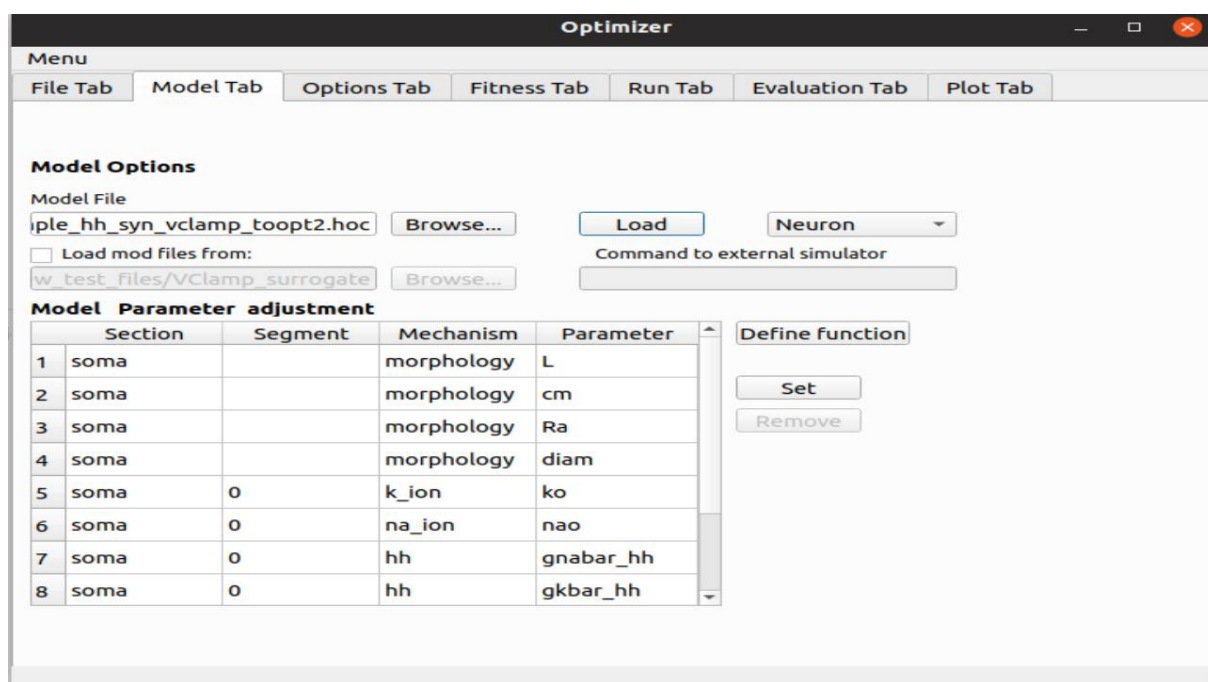 Optimizer
Menu
File Tab Model Tab Options Tab Fitness Tab Run Tab Evaluation Tab Plot Tab
Model Options
Model File
ple_hh_syn_vclamp_toopt2.hoc Browse... Load Neuron
Load mod files from: Command to external simulator
w_test_files/VClamp_surrogate Browse...
Model Parameter adjustment
Section Segment Mechanism Parameter Define function
1 soma morphology L
2 soma morphology cm Set
3 soma morphology Ra Remove
4 soma morphology diam
5 soma 0 k_ion ko
6 soma 0 na_ion nao
7 soma 0 hh gnabar_hh
8 soma 0 hh gkbar_hh